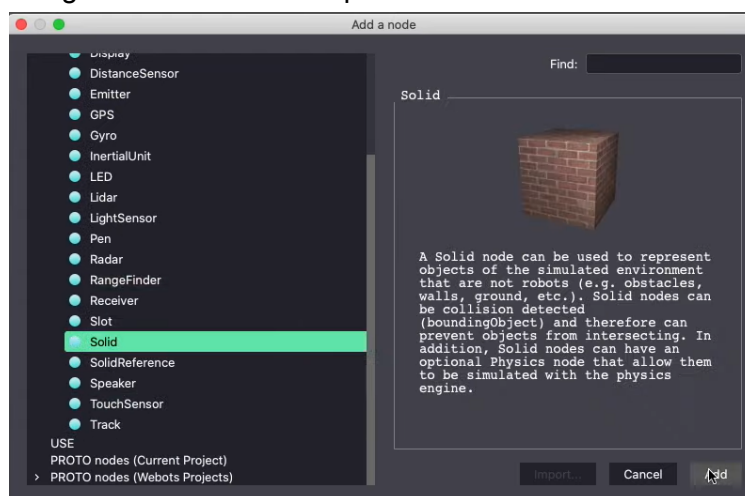 Add a node
Display
DistanceSensor
Emitter
GPS
Gyro
InertialUnit
LED
Lidar
LightSensor
Pen
Radar
RangeFinder
Receiver
Slot
Solid
SolidReference
Speaker
TouchSensor
Track
USE
PROTO nodes (Current Project)
> PROTO nodes (Webots Projects)
Find:
Solid
A Solid node can be used to represent
objects of the simulated environment
that are not robots (e.g. obstacles,
walls, ground, etc.). Solid nodes can
be collision detected
(boundingObject) and therefore can
prevent objects from intersecting. In
addition, Solid nodes can have an
optional Physics node that allow them
to be simulated with the physics
engine.
Import...
Cancel
Add